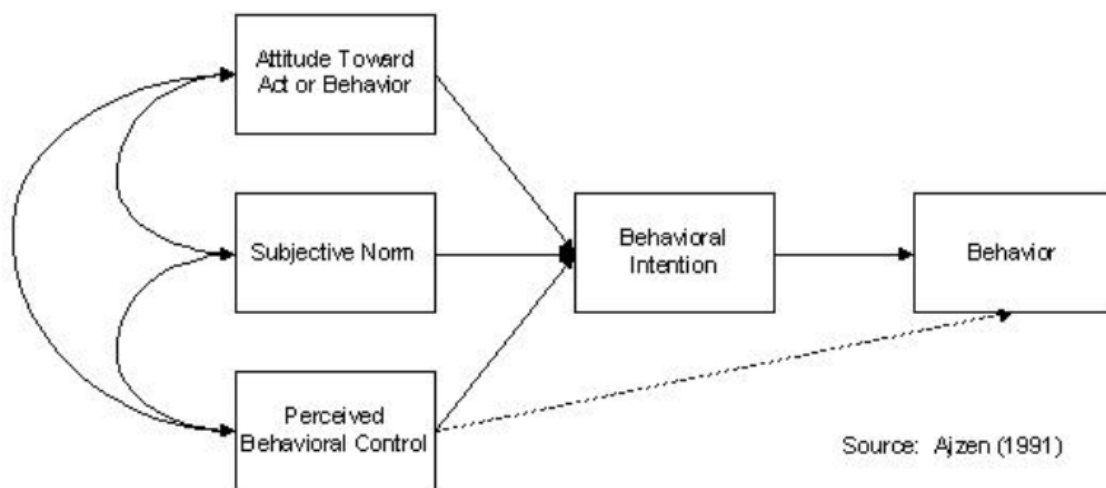 Attitude Toward
Act or Behavior
Subjective Norm
Behavioral
Intention
Behavior
Perceived
Behavioral Control
Source: Ajzen (1991)